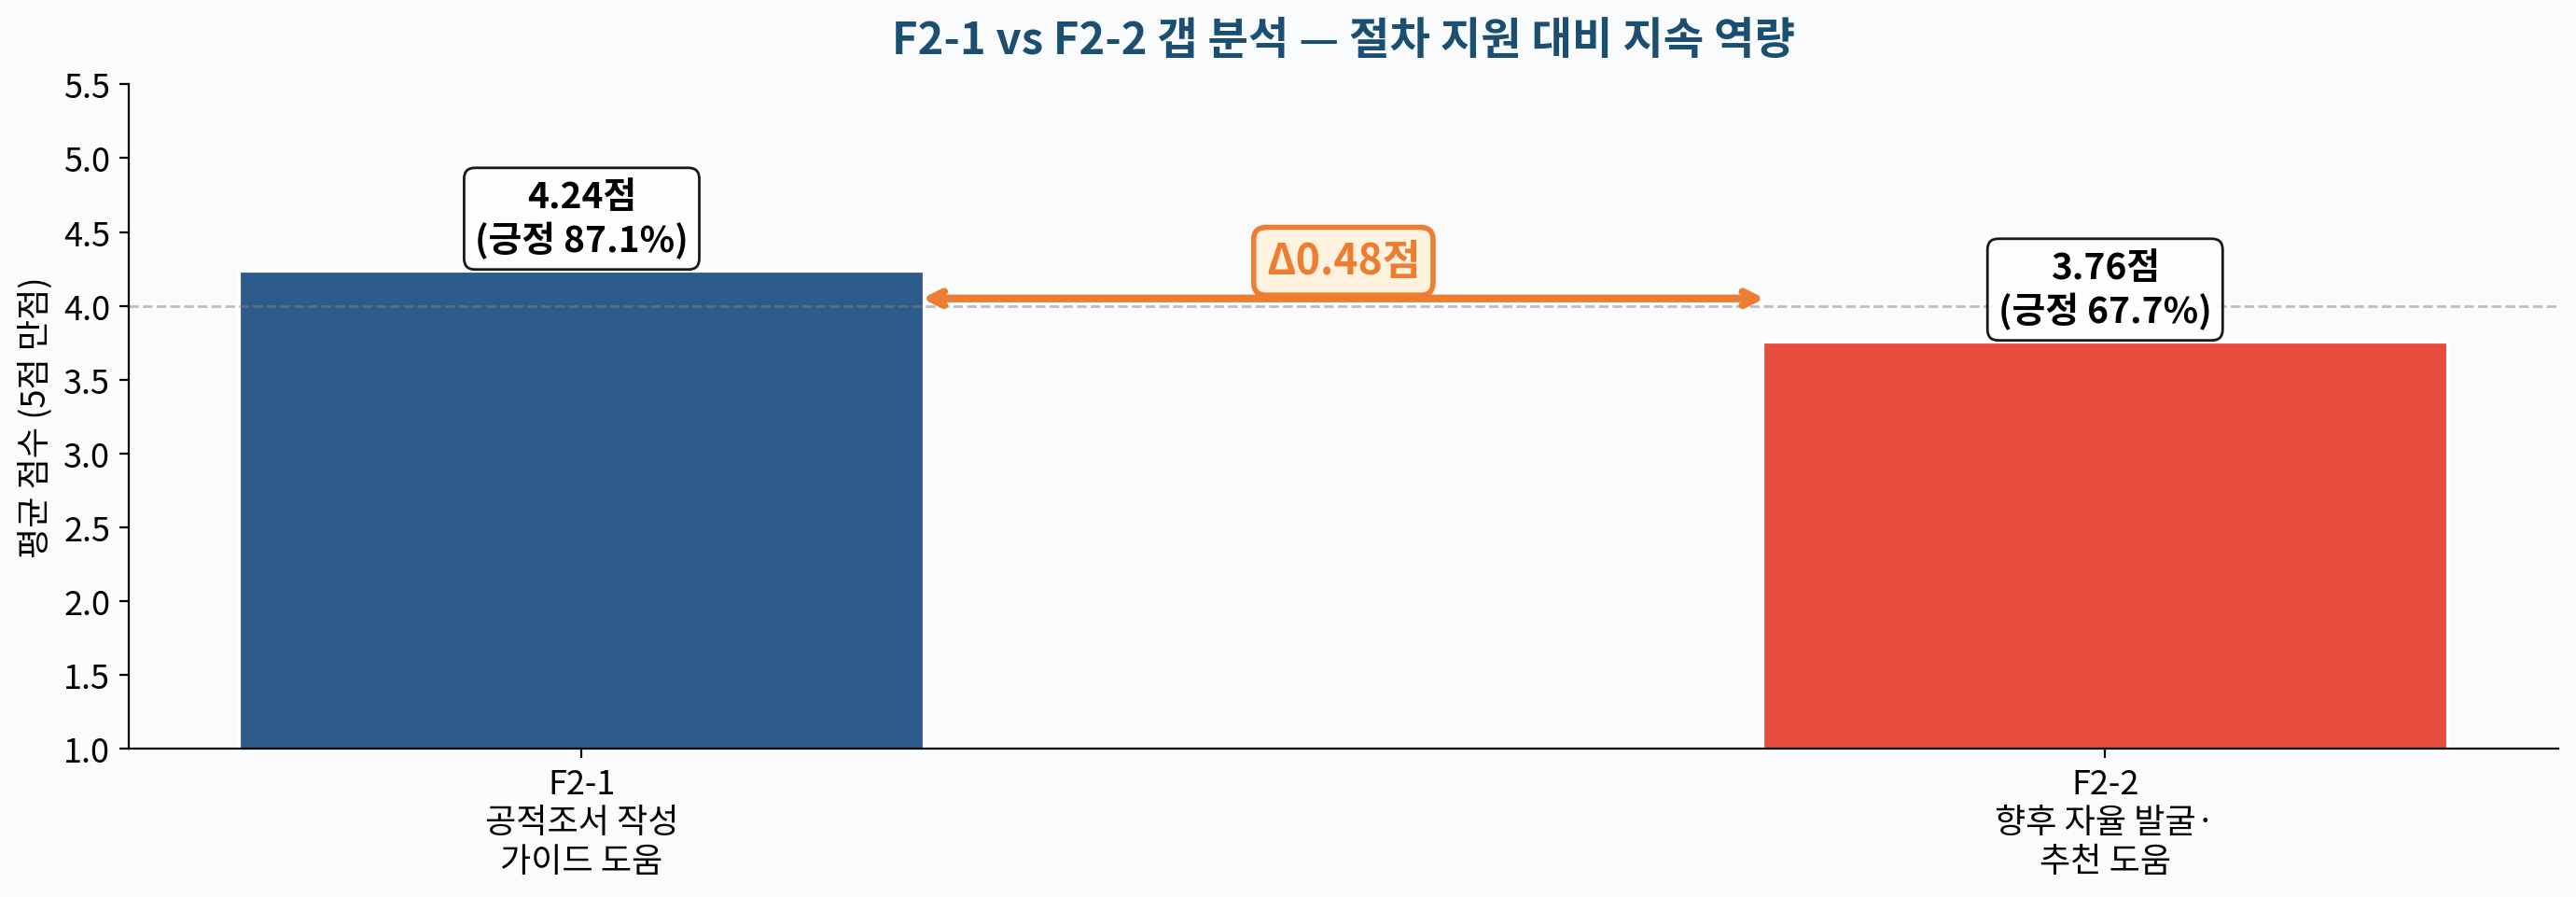 F2-1 vs F2-2 갭 분석 — 절차 지원 대비 지속 역량
평균 점수 (5점 만점)
5.5
5.0
4.5
4.0
3.5
3.0
2.5
2.0
1.5
1.0
4.24점
(긍정 87.1%)
Δ0.48점
3.76점
(긍정 67.7%)
F2-1
공적조서 작성
가이드 도움
F2-2
향후 자율 발굴·
추천 도움